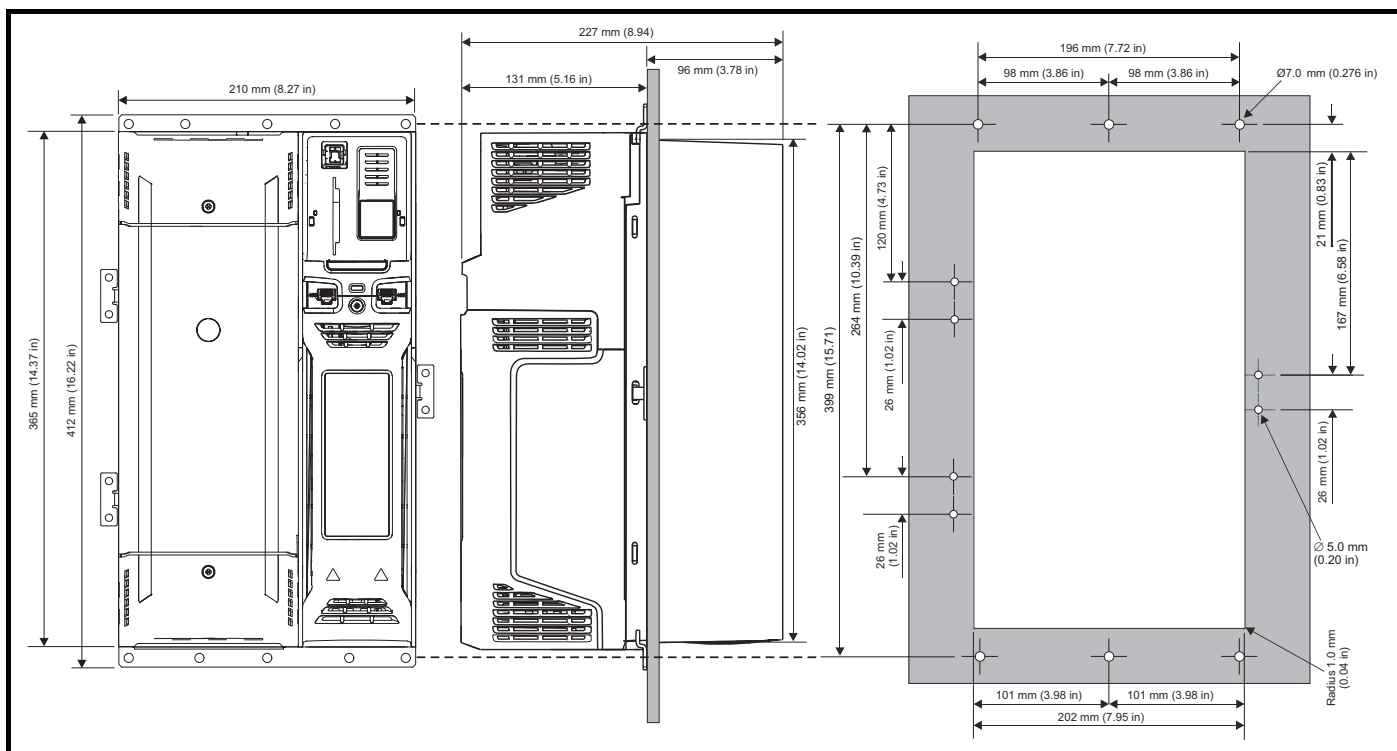 227 mm (8.94)
96 mm (3.78 in)
131 mm (5.16 in)
210 mm (8.27 in)
365 mm (14.37 in)
412 mm (16.22 in)
356 mm (14.02 in)
399 mm (15.71)
264 mm (10.39 in)
120 mm (4.73 in)
26 mm (1.02 in)
26 mm
(1.02 in)
196 mm (7.72 in)
98 mm (3.86 in)
98 mm (3.86 in)
Ø7.0 mm (0.276 in)
21 mm (0.83 in)
167 mm (6.58 in)
26 mm (1.02 in)
∅ 5.0 mm
(0.20 in)
Radius 1.0 mm
(0.04 in)
101 mm (3.98 in)
101 mm (3.98 in)
202 mm (7.95 in)